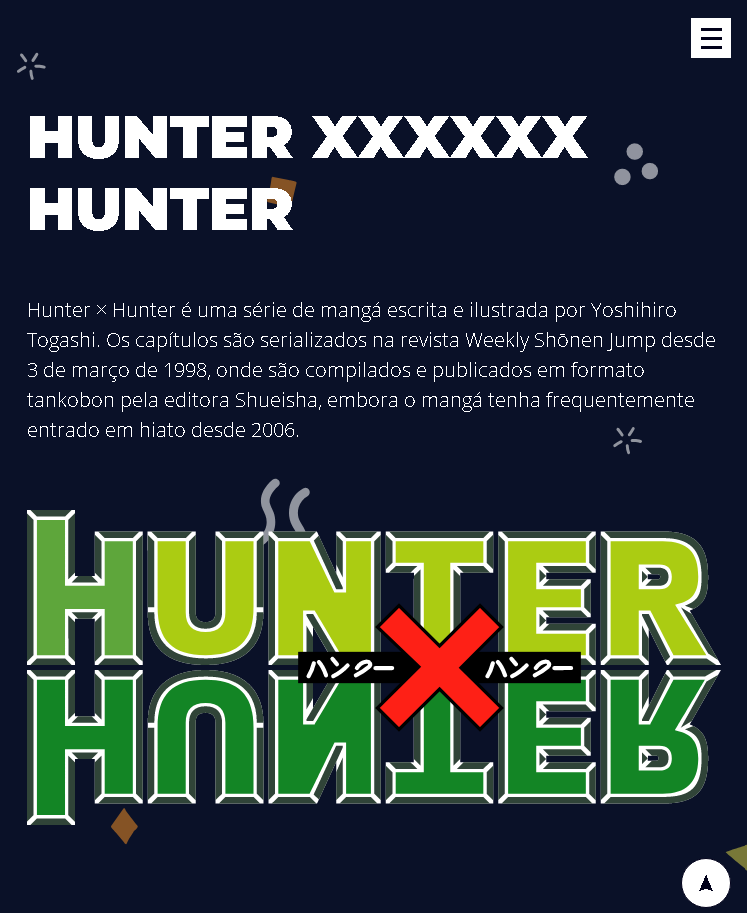 HUNTER XXXXXX
HUNTER
Hunter × Hunter é uma série de mangá escrita e ilustrada por Yoshihiro
Togashi. Os capítulos são serializados na revista Weekly Shōnen Jump desde
3 de março de 1998, onde são compilados e publicados em formato
tankobon pela editora Shueisha, embora o mangá tenha frequentemente
entrado em hiato desde 2006.
HUNTER
ハンター × ハンター
HUNTER